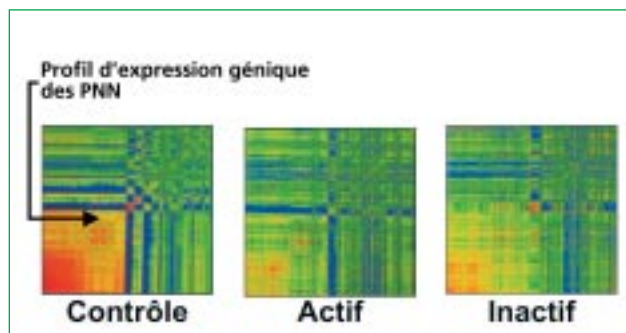 Profil d'expression génique
des PNN
Contrôle
Actif
Inactif